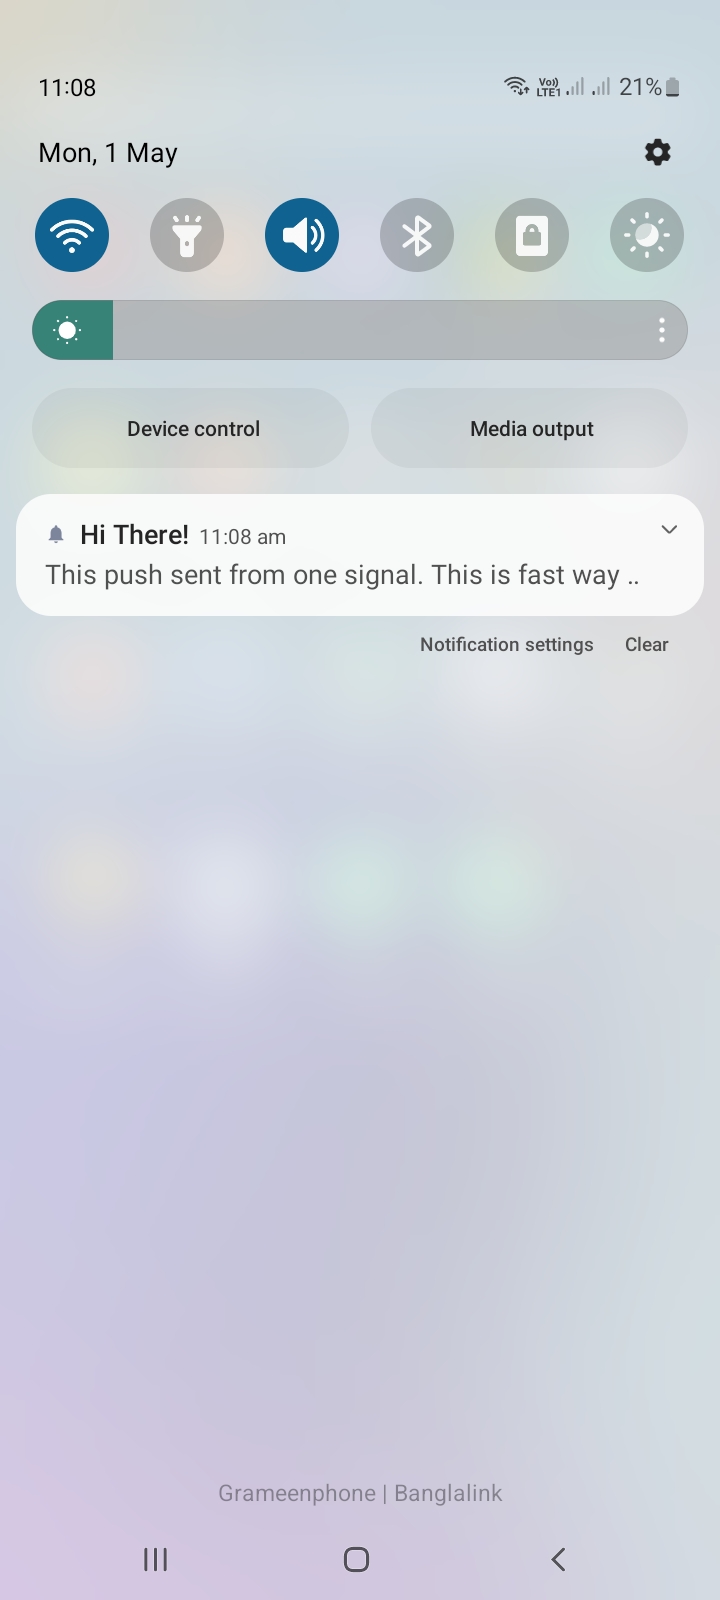 11:08
Vo)) LTE1 21%
Mon, 1 May
Device control Media output
Hi There! 11:08 am
This push sent from one signal. This is fast way ..
Notification settings Clear
Grameenphone | Banglalink